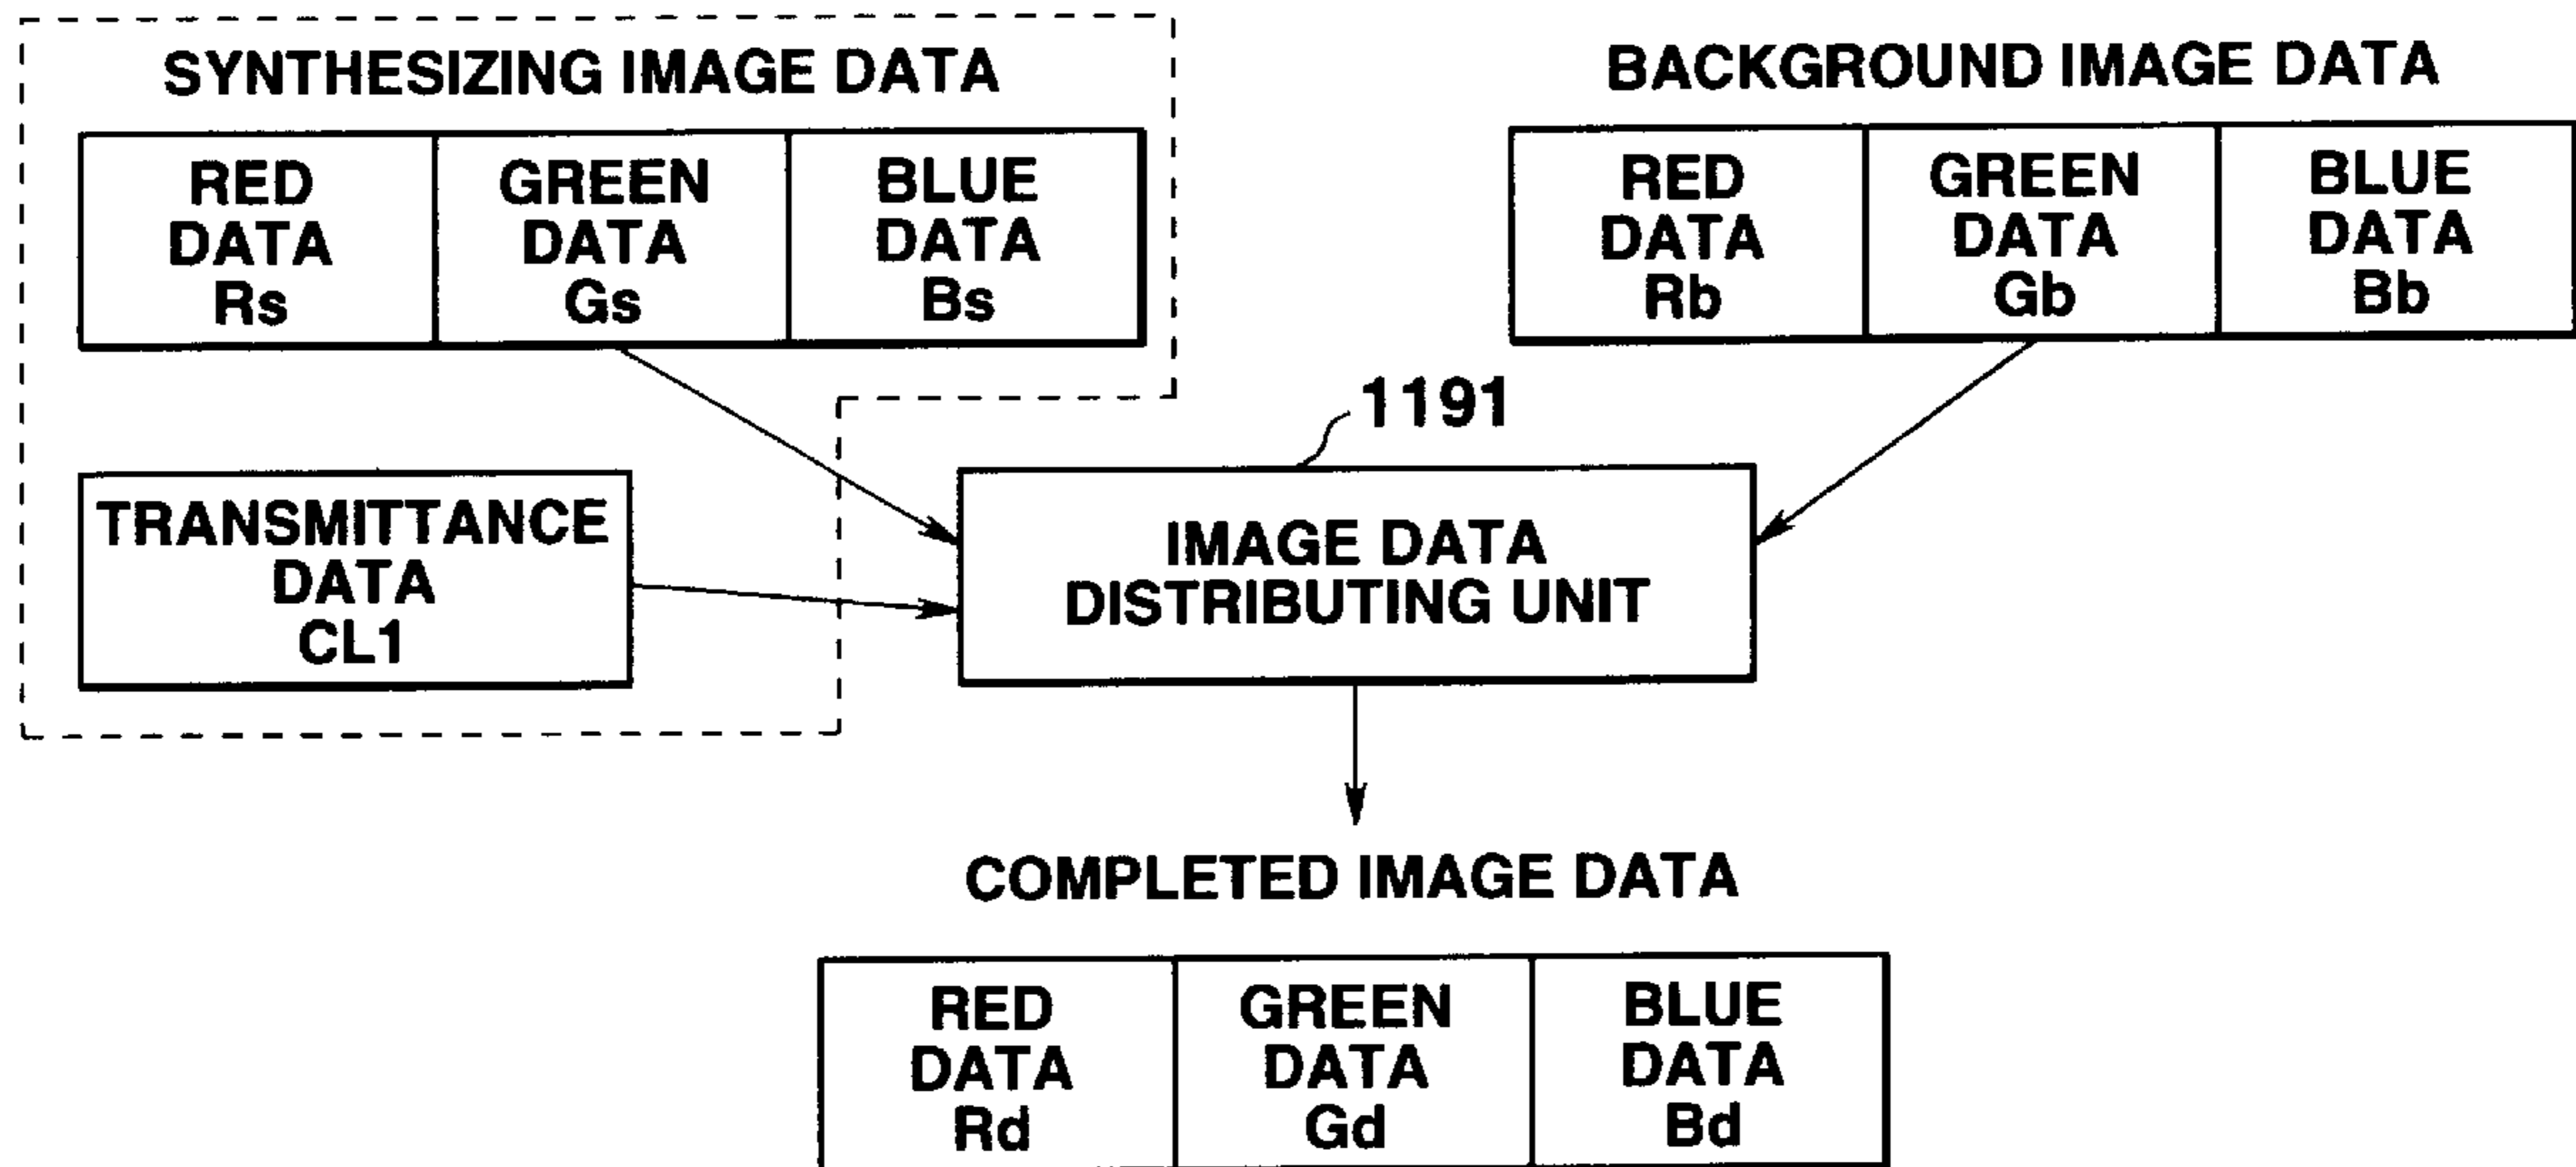 SYNTHESIZING IMAGE DATA
RED
DATA
Rs
GREEN
DATA
Gs
BLUE
DATA
Bs
BACKGROUND IMAGE DATA
RED
DATA
Rb
GREEN
DATA
Gb
BLUE
DATA
Bb
1191
TRANSMITTANCE
DATA
CL1
IMAGE DATA
DISTRIBUTING UNIT
COMPLETED IMAGE DATA
RED
DATA
Rd
GREEN
DATA
Gd
BLUE
DATA
Bd